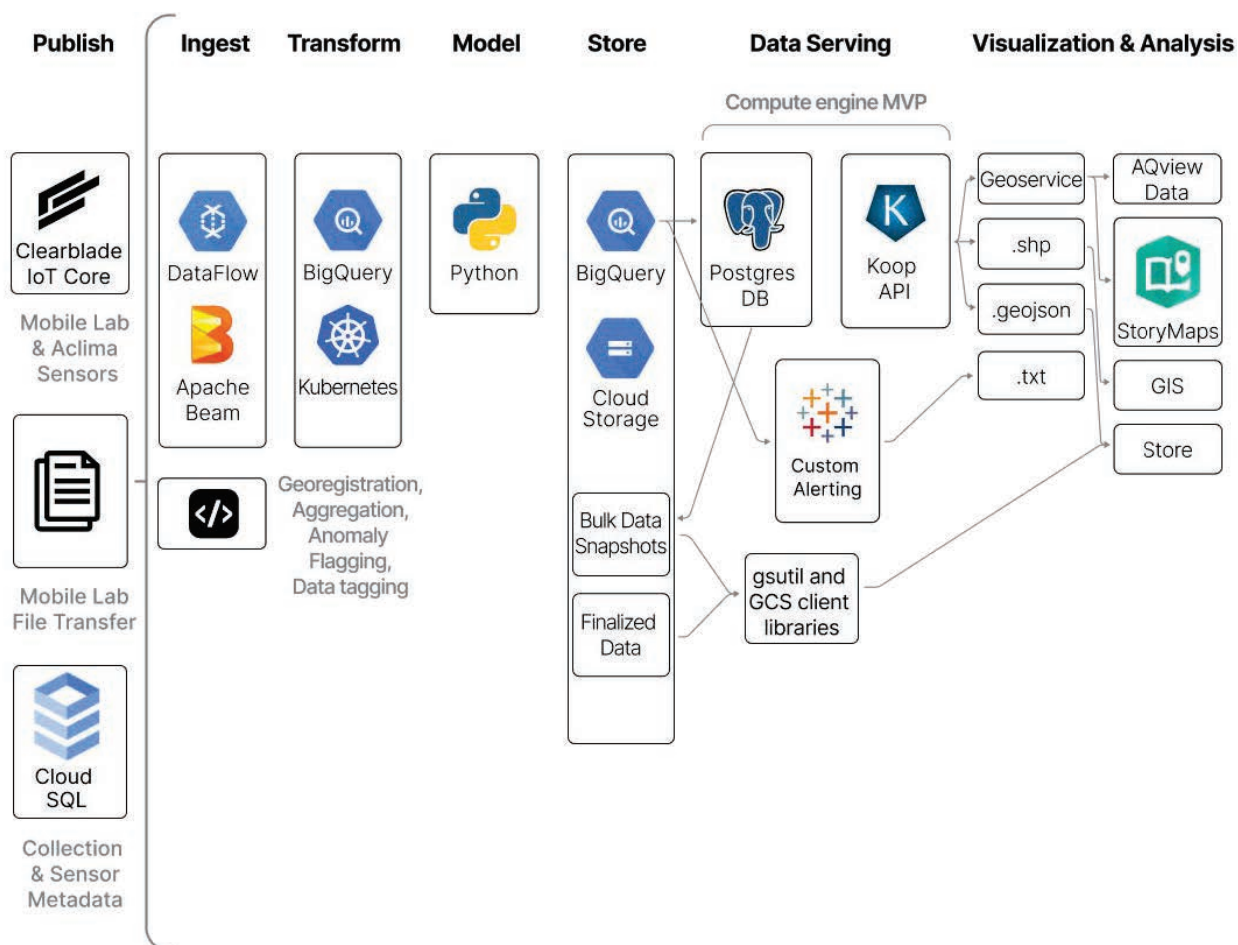 Publish
Ingest
Transform
Model
Store
Data Serving
Visualization & Analysis
Compute engine MVP
Clearblade
IoT Core
Mobile Lab
& Aclima
Sensors
Mobile Lab
File Transfer
Cloud
SQL
Collection
& Sensor
Metadata
DataFlow
Apache
Beam
</>
BigQuery
Kubernetes
Georegistration,
Aggregation,
Anomaly
Flagging,
Data tagging
Python
BigQuery
Cloud
Storage
Bulk Data
Snapshots
Finalized
Data
Postgres
DB
K
Koop
API
Custom
Alerting
gsutil and
GCS client
libraries
Geoservice
.shp
.geojson
.txt
AQview
Data
StoryMaps
GIS
Store